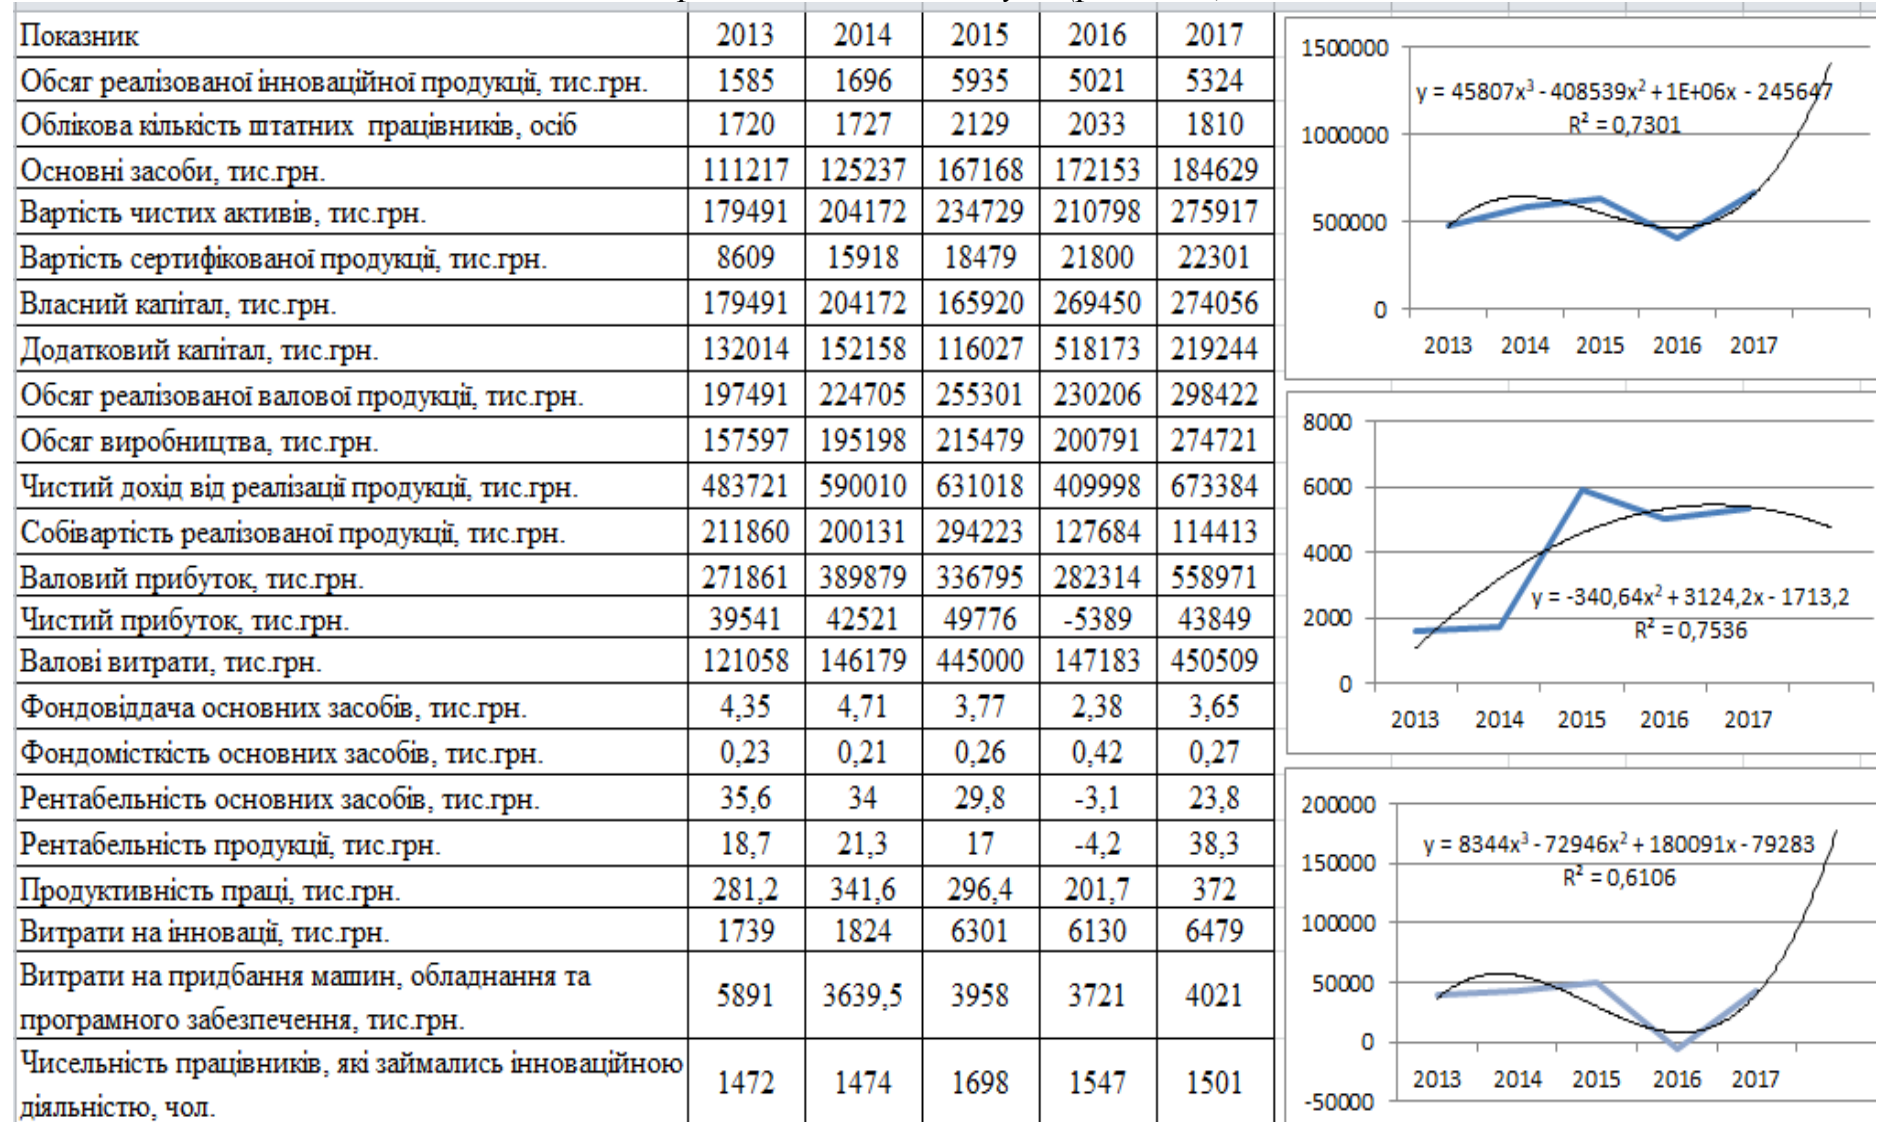 Показник 2013 2014 2015 2016 2017
Обсяг реалізованої інноваційної продукції, тис.грн. 1585 1696 5935 5021 5324
Облікова кількість штатних працівників, осіб 1720 1727 2129 2033 1810
Основні засоби, тис.грн. 111217 125237 167168 172153 184629
Вартість чистих активів, тис.грн. 179491 204172 234729 210798 275917
Вартість сертифікованої продукції, тис.грн. 8609 15918 18479 21800 22301
Власний капітал, тис.грн. 179491 204172 165920 269450 274056
Додатковий капітал, тис.грн. 132014 152158 116027 518173 219244
Обсяг реалізованої валової продукції, тис.грн. 197491 224705 255301 230206 298422
Обсяг виробництва, тис.грн. 157597 195198 215479 200791 274721
Чистий дохід від реалізації продукції, тис.грн. 483721 590010 631018 409998 673384
Собівартість реалізованої продукції, тис.грн. 211860 200131 294223 127684 114413
Валовий прибуток, тис.грн. 271861 389879 336795 282314 558971
Чистий прибуток, тис.грн. 39541 42521 49776 -5389 43849
Валові витрати, тис.грн. 121058 146179 445000 147183 450509
Фондовіддача основних засобів, тис.грн. 4,35 4,71 3,77 2,38 3,65
Фондомісткість основних засобів, тис.грн. 0,23 0,21 0,26 0,42 0,27
Рентабельність основних засобів, тис.грн. 35,6 34 29,8 -3,1 23,8
Рентабельність продукції, тис.грн. 18,7 21,3 17 -4,2 38,3
Продуктивність праці, тис.грн. 281,2 341,6 296,4 201,7 372
Витрати на інновації, тис.грн. 1739 1824 6301 6130 6479
Витрати на придбання машин, обладнання та
програмного забезпечення, тис.грн. 5891 3639,5 3958 3721 4021
Чисельність працівників, які займались інноваційною
діяльністю, чол. 1472 1474 1698 1547 1501
1500000
y = 45807x³ - 408539x² + 1E+06x - 245647
R² = 0,7301
1000000
500000
0
2013 2014 2015 2016 2017
8000
6000
4000
y = -340,64x² + 3124,2x - 1713,2
2000
R² = 0,7536
0
2013 2014 2015 2016 2017
200000
y = 8344x³ - 72946x² + 180091x - 79283
150000
R² = 0,6106
100000
50000
0
2013 2014 2015 2016 2017
-50000